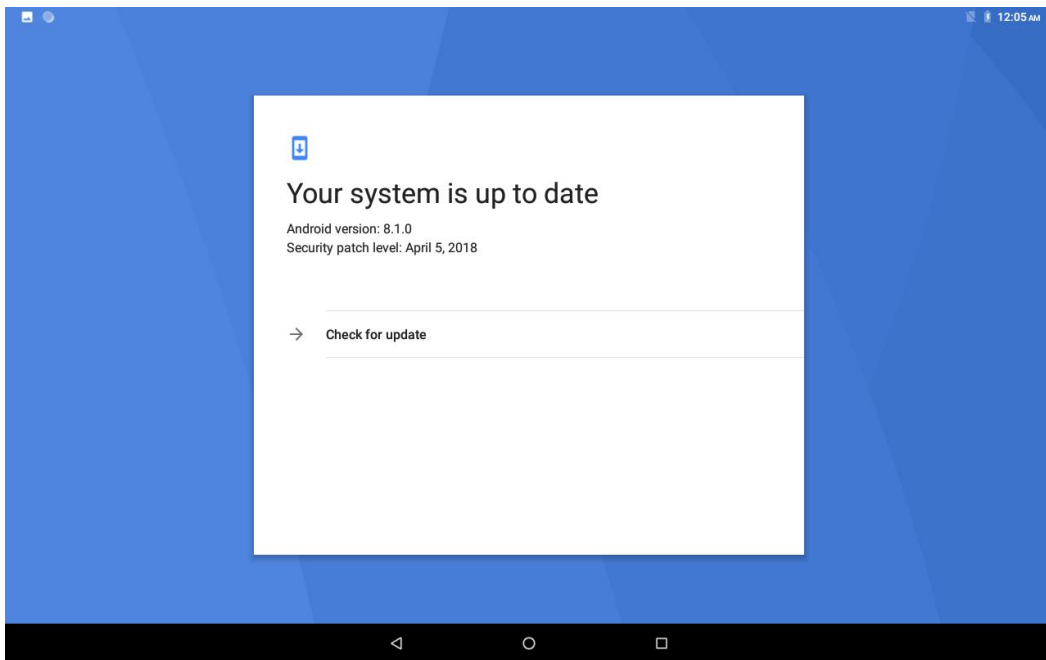 12:05 AM
Your system is up to date
Android version: 8.1.0
Security patch level: April 5, 2018
Check for update